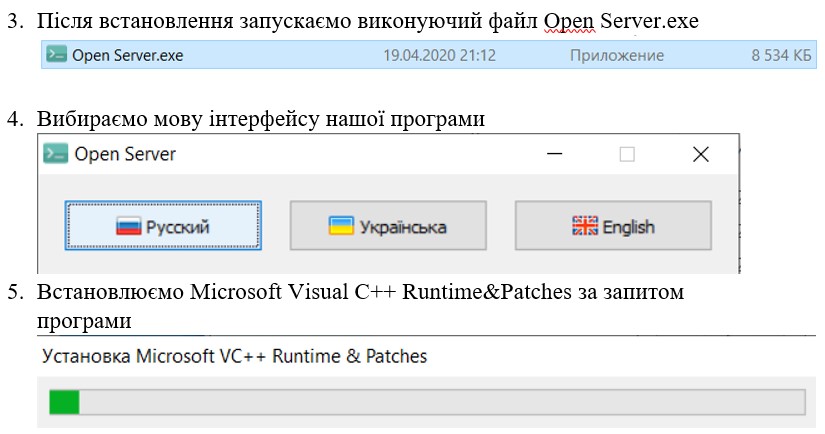 3. Після встановлення запускаємо виконуючий файл Open Server.exe
Open Server.exe 19.04.2020 21:12 Приложение 8 534 КБ
4. Вибираємо мову інтерфейсу нашої програми
Open Server
Русский Українська English
5. Встановлюємо Microsoft Visual C++ Runtime&Patches за запитом
програми
Установка Microsoft VC++ Runtime & Patches